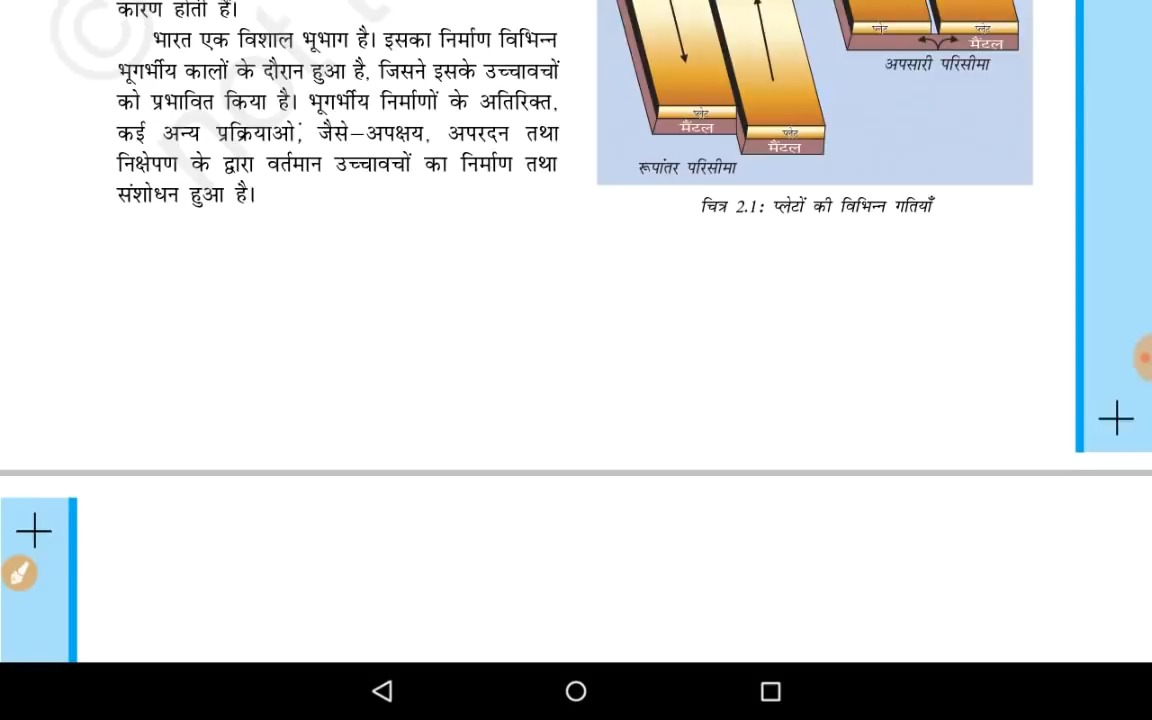 कारण होती हैं।
भारत एक विशाल भूभाग है। इसका निर्माण विभिन्न
भूगर्भीय कालों के दौरान हुआ है, जिसने इसके उच्चावचों
को प्रभावित किया है। भूगर्भीय निर्माणों के अतिरिक्त,
कई अन्य प्रक्रियाओं; जैसे–अपक्षय, अपरदन तथा
निक्षेपण के द्वारा वर्तमान उच्चावचों का निर्माण तथा
संशोधन हुआ है।
प्लेट
मैंटल
प्लेट
मैंटल
रूपांतर परिसीमा
प्लेट
प्लेट
मैंटल
अपसारी परिसीमा
चित्र 2.1: प्लेटों की विभिन्न गतियाँ
© not